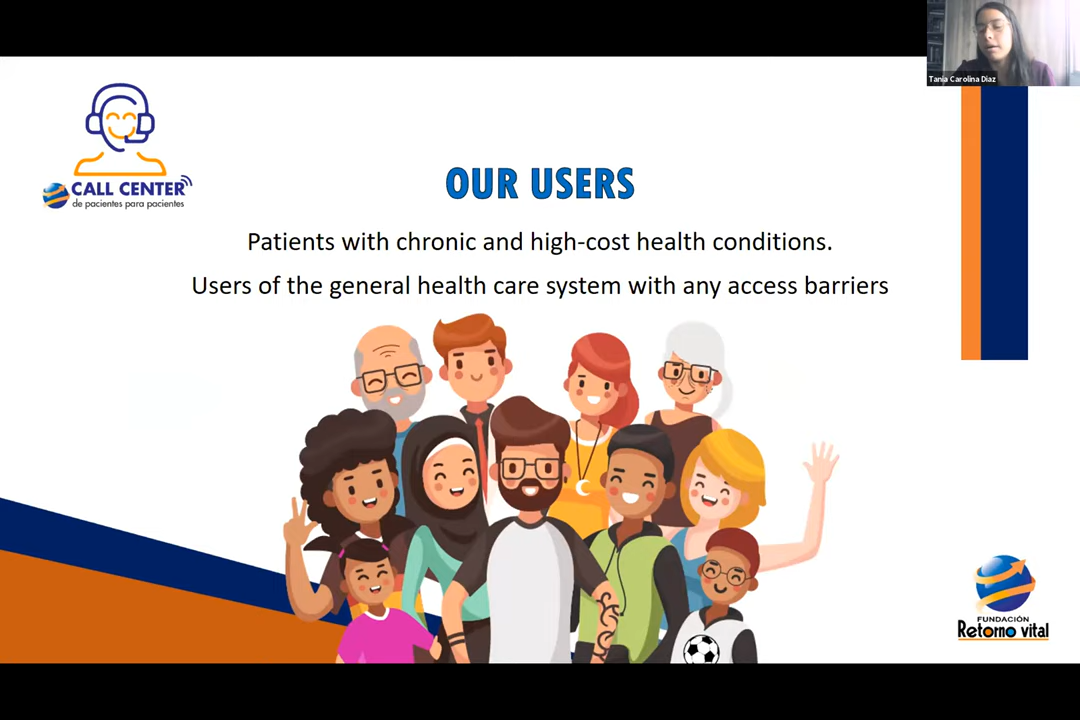 Tania Carolina Diaz
CALL CENTER
de pacientes para pacientes
OUR USERS
Patients with chronic and high-cost health conditions.
Users of the general health care system with any access barriers
FUNDACIÓN
Retorno vital